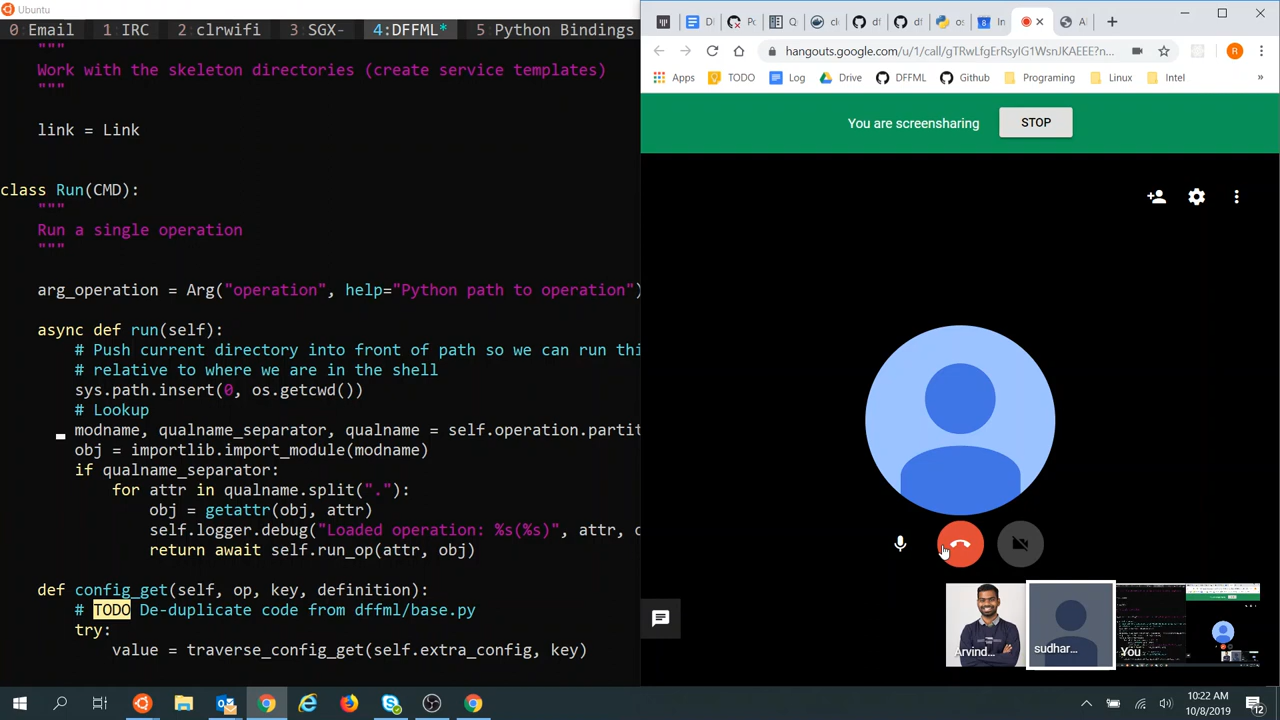 Ubuntu
0 Email 1 IRC 2:clrwifi 3 SGX- 4:DFFML* 5 Python Bindings
"""
Work with the skeleton directories (create service templates)
"""
link = Link
class Run(CMD):
"""
Run a single operation
"""
arg_operation = Arg("operation", help="Python path to operation")
async def run(self):
# Push current directory into front of path so we can run thi
# relative to where we are in the shell
sys.path.insert(0, os.getcwd())
# Lookup
modname, qualname_separator, qualname = self.operation.partit
obj = importlib.import_module(modname)
if qualname_separator:
for attr in qualname.split("."):
obj = getattr(obj, attr)
self.logger.debug("Loaded operation: %s(%s)", attr, o
return await self.run_op(attr, obj)
def config_get(self, op, key, definition):
# TODO De-duplicate code from dffml/base.py
try:
value = traverse_config_get(self.extra_config, key)
hangouts.google.com/u/1/call/gTRwLfgErRsyIG1WsnJKAEEE?n...
R
Apps TODO Log Drive DFFML Github Programing Linux Intel »
You are screensharing STOP
Arvind...
sudhar...
You
10:22 AM
10/8/2019
12